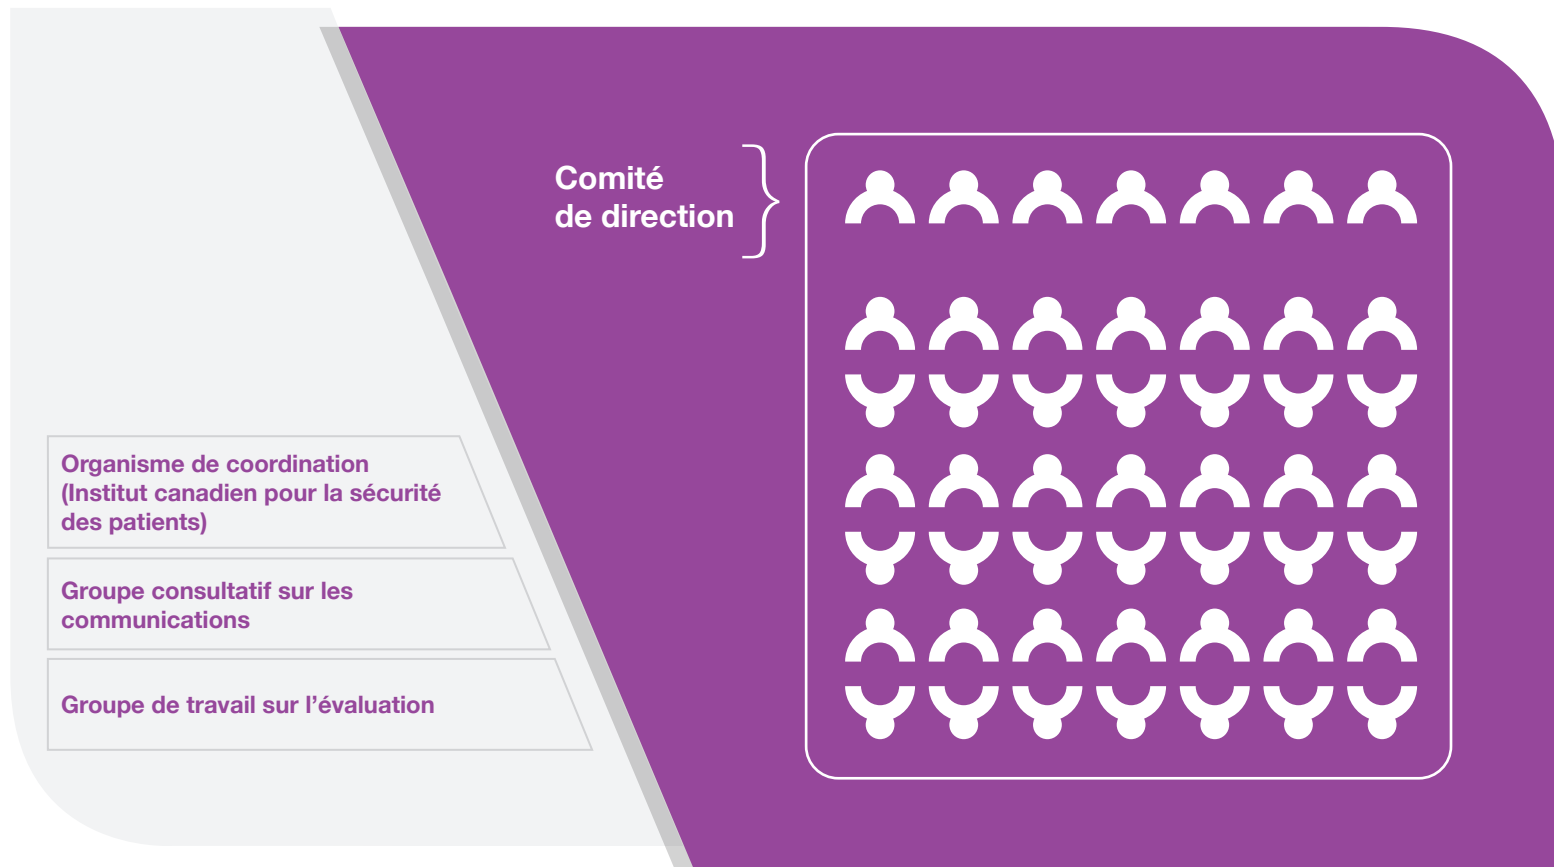 Comité
de direction
Organisme de coordination
(Institut canadien pour la sécurité
des patients)
Groupe consultatif sur les
communications
Groupe de travail sur l’évaluation